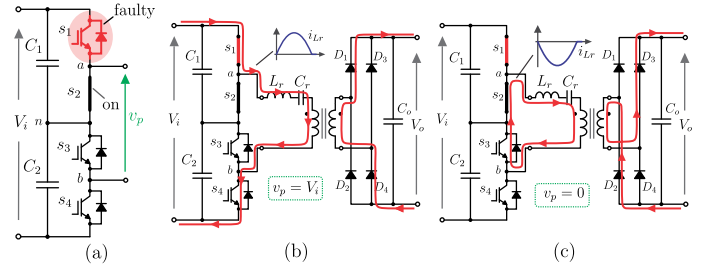 faulty
s1
C1
a
s2
on
Vi
n
vp
C2
s3
b
s4
(a)
s1
iLr
C1
a
Lr
Cr
s2
Vi
D1
D3
Co
Vo
s3
C2
b
s4
D2
D4
vp = Vi
(b)
s1
iLr
C1
a
Lr
Cr
s2
Vi
D1
D3
Co
Vo
s3
C2
b
s4
D2
D4
vp = 0
(c)